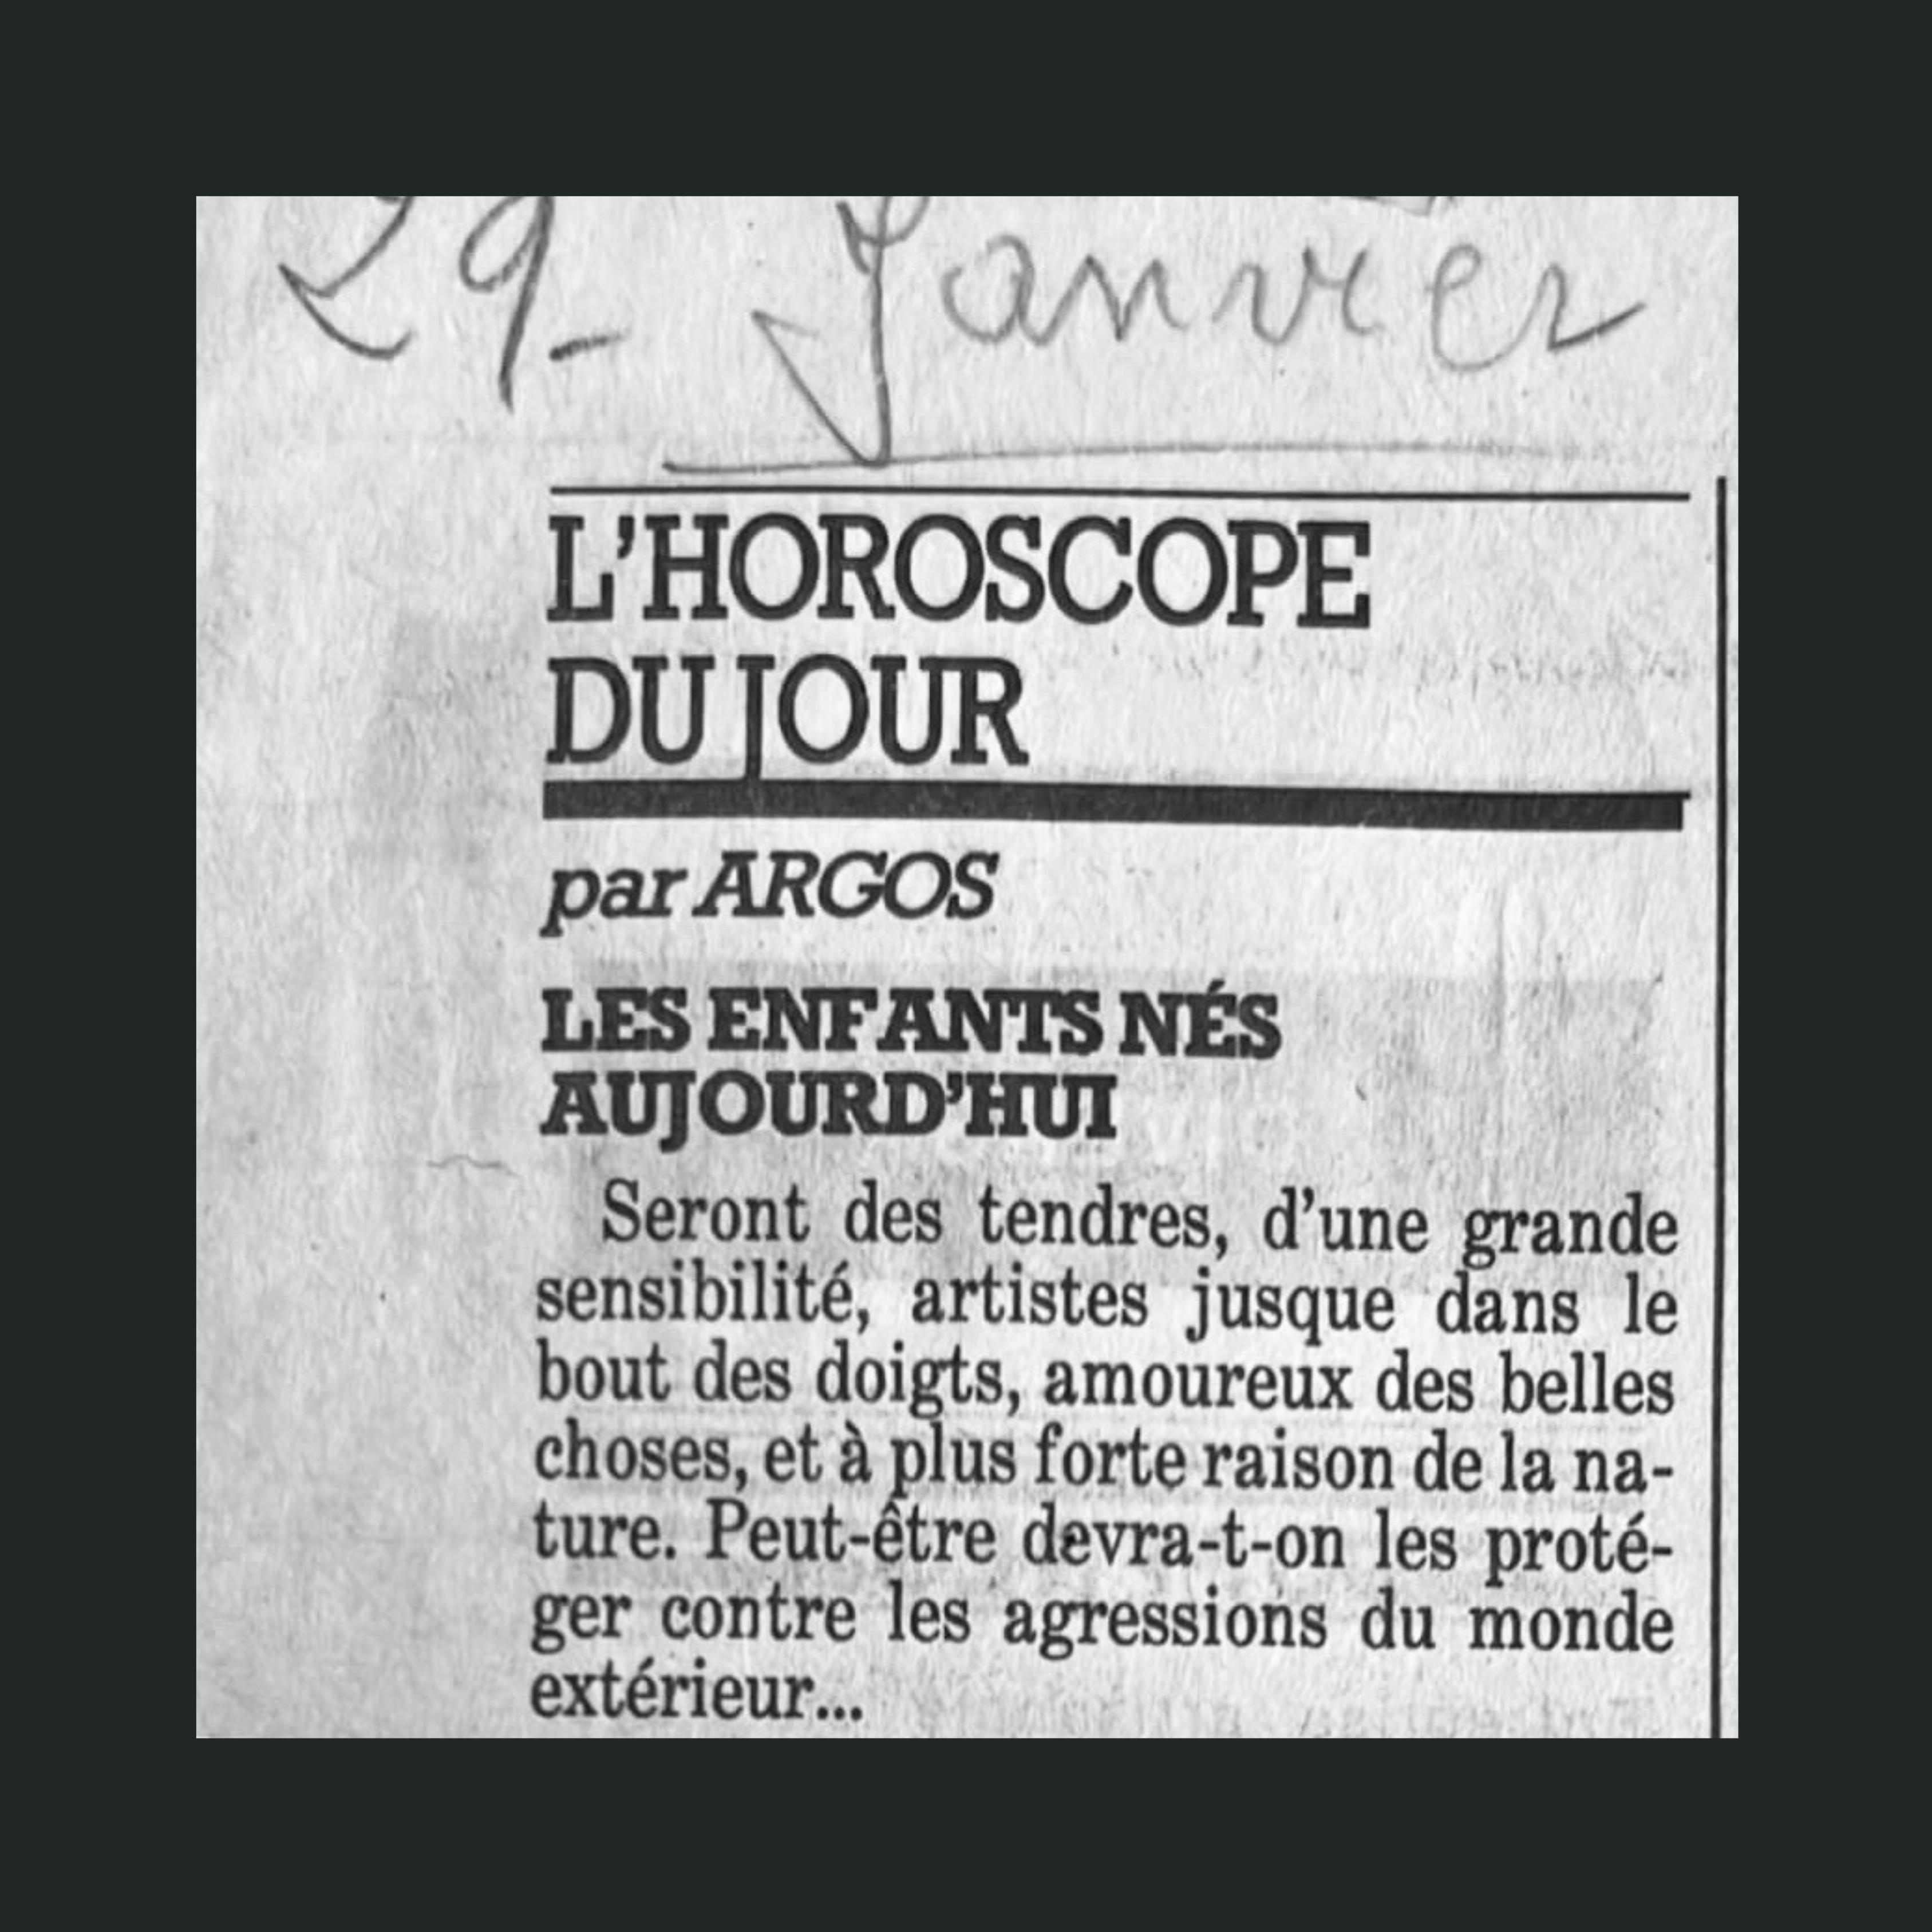 29- Janvier
L'HOROSCOPE
DU JOUR
par ARGOS
LES ENFANTS NÉS
AUJOURD'HUI
Seront des tendres, d'une grande
sensibilité, artistes jusque dans le
bout des doigts, amoureux des belles
choses, et à plus forte raison de la na-
ture. Peut-être devra-t-on les proté-
ger contre les agressions du monde
extérieur...